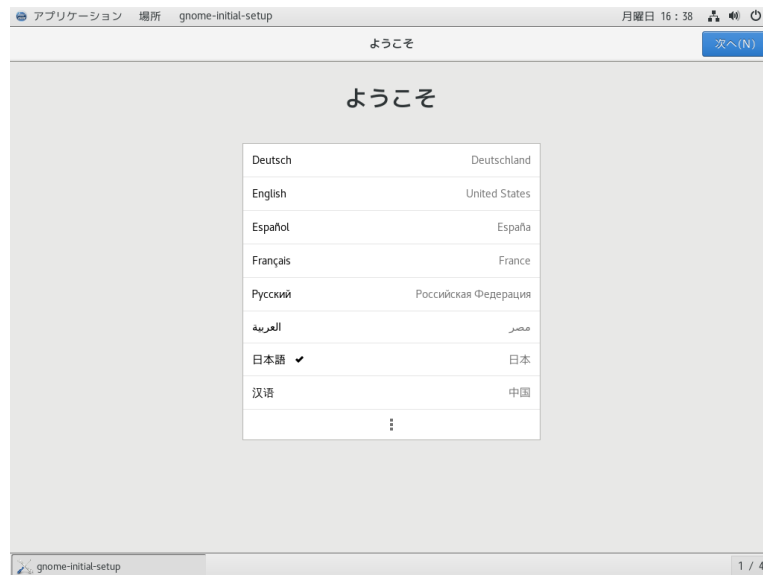 アプリケーション 場所 gnome-initial-setup 月曜日 16 : 38
ようこそ 次へ(N)
ようこそ
Deutsch Deutschland
English United States
Español España
Français France
Русский Российская Федерация
العربية مصر
日本語 日本
汉语 中国
gnome-initial-setup 1 / 4